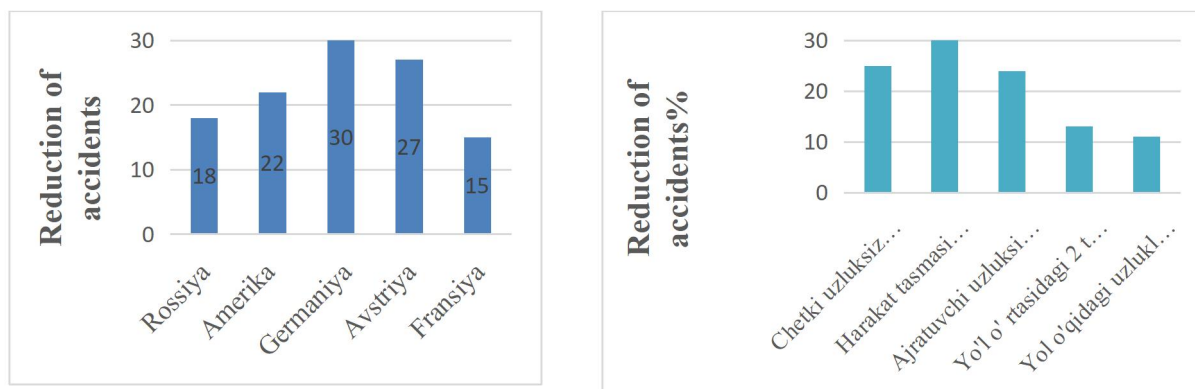 Reduction of
accidents
30
20
10
0
18
22
30
27
15
Rossiya
Amerika
Germaniya
Avstriya
Fransiya
Reduction of
accidents%
30
20
10
0
Chetki uzluksiz...
Harakat tasmasi...
Ajratuvchi uzluksi...
Yo'l o' rtasidagi 2 t...
Yol o'qidagi uzlukl...